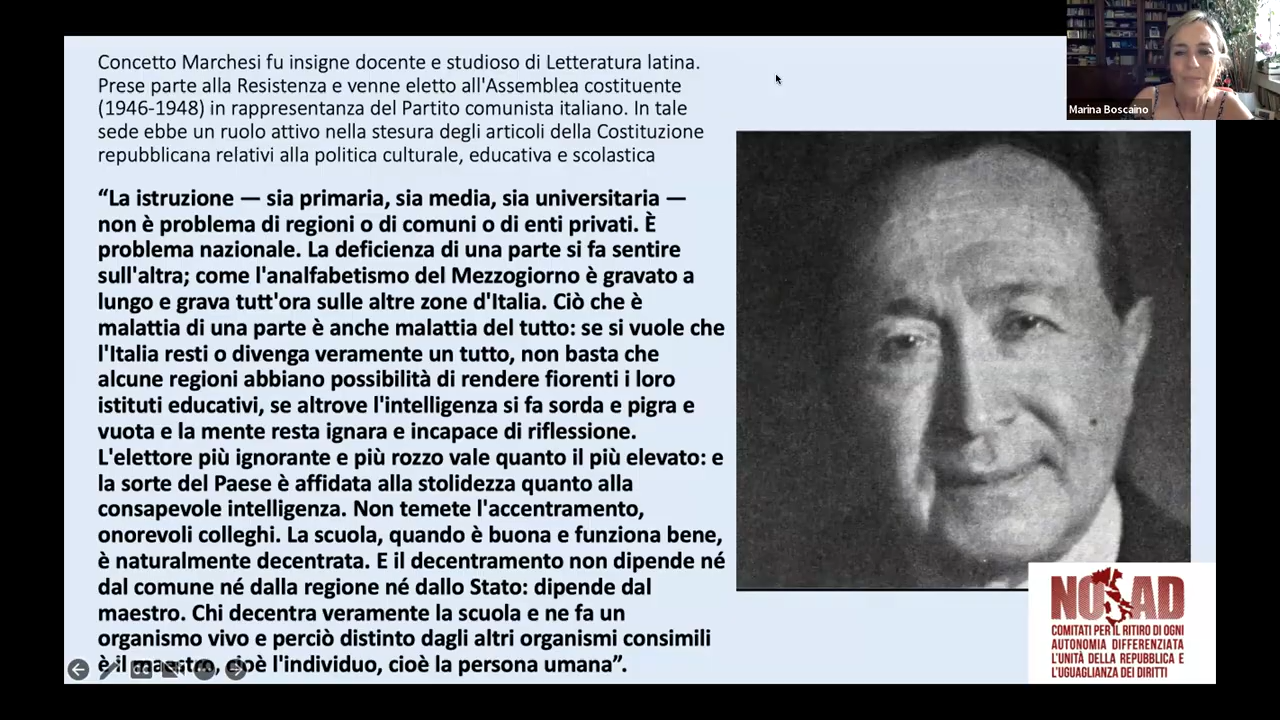 Concetto Marchesi fu insigne docente e studioso di Letteratura latina.
Prese parte alla Resistenza e venne eletto all'Assemblea costituente
(1946-1948) in rappresentanza del Partito comunista italiano. In tale
sede ebbe un ruolo attivo nella stesura degli articoli della Costituzione
repubblicana relativi alla politica culturale, educativa e scolastica
“La istruzione — sia primaria, sia media, sia universitaria —
non è problema di regioni o di comuni o di enti privati. È
problema nazionale. La deficienza di una parte si fa sentire
sull'altra; come l'analfabetismo del Mezzogiorno è gravato a
lungo e grava tutt'ora sulle altre zone d'Italia. Ciò che è
malattia di una parte è anche malattia del tutto: se si vuole che
l'Italia resti o divenga veramente un tutto, non basta che
alcune regioni abbiano possibilità di rendere fiorenti i loro
istituti educativi, se altrove l'intelligenza si fa sorda e pigra e
vuota e la mente resta ignara e incapace di riflessione.
L'elettore più ignorante e più rozzo vale quanto il più elevato: e
la sorte del Paese è affidata alla stolidezza quanto alla
consapevole intelligenza. Non temete l'accentramento,
onorevoli colleghi. La scuola, quando è buona e funziona bene,
è naturalmente decentrata. E il decentramento non dipende né
dal comune né dalla regione né dallo Stato: dipende dal
maestro. Chi decentra veramente la scuola e ne fa un
organismo vivo e perciò distinto dagli altri organismi consimili
è il maestro, cioè l'individuo, cioè la persona umana”.
Marina Boscaino
NO AD
COMITATI PER IL RITIRO DI OGNI
AUTONOMIA DIFFERENZIATA
L'UNITÀ DELLA REPUBBLICA E
L'UGUAGLIANZA DEI DIRITTI